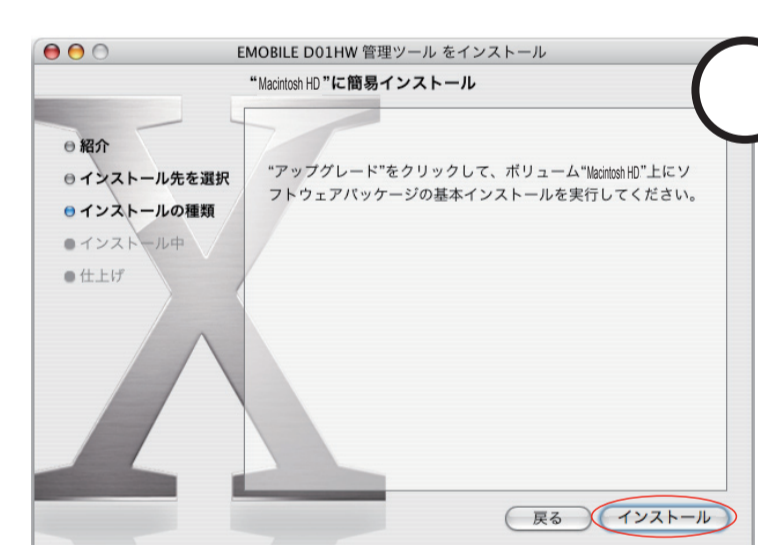 EMOBILE D01HW 管理ツール をインストール
“Macintosh HD ”に簡易インストール
紹介
インストール先を選択
インストールの種類
インストール中
仕上げ
“アップグレード”をクリックして、ボリューム“Macintosh HD”上にソ
フトウェアパッケージの基本インストールを実行してください。
戻る
インストール